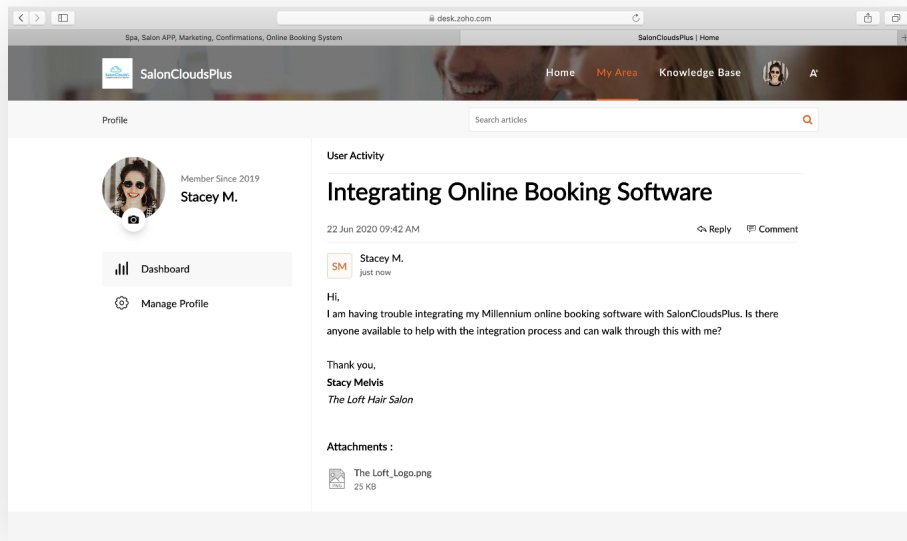 desk.zoho.com
Spa, Salon APP, Marketing, Confirmations, Online Booking System
SalonCloudsPlus | Home
SalonCloudsPlus
Home
My Area
Knowledge Base
Profile
Search articles
Member Since 2019
Stacey M.
Dashboard
Manage Profile
User Activity
Integrating Online Booking Software
22 Jun 2020 09:42 AM
Reply
Comment
SM
Stacey M.
just now
Hi,
I am having trouble integrating my Millennium online booking software with SalonCloudsPlus. Is there
anyone available to help with the integration process and can walk through this with me?
Thank you,
Stacy Melvis
The Loft Hair Salon
Attachments :
PNG
The Loft_Logo.png
25 KB